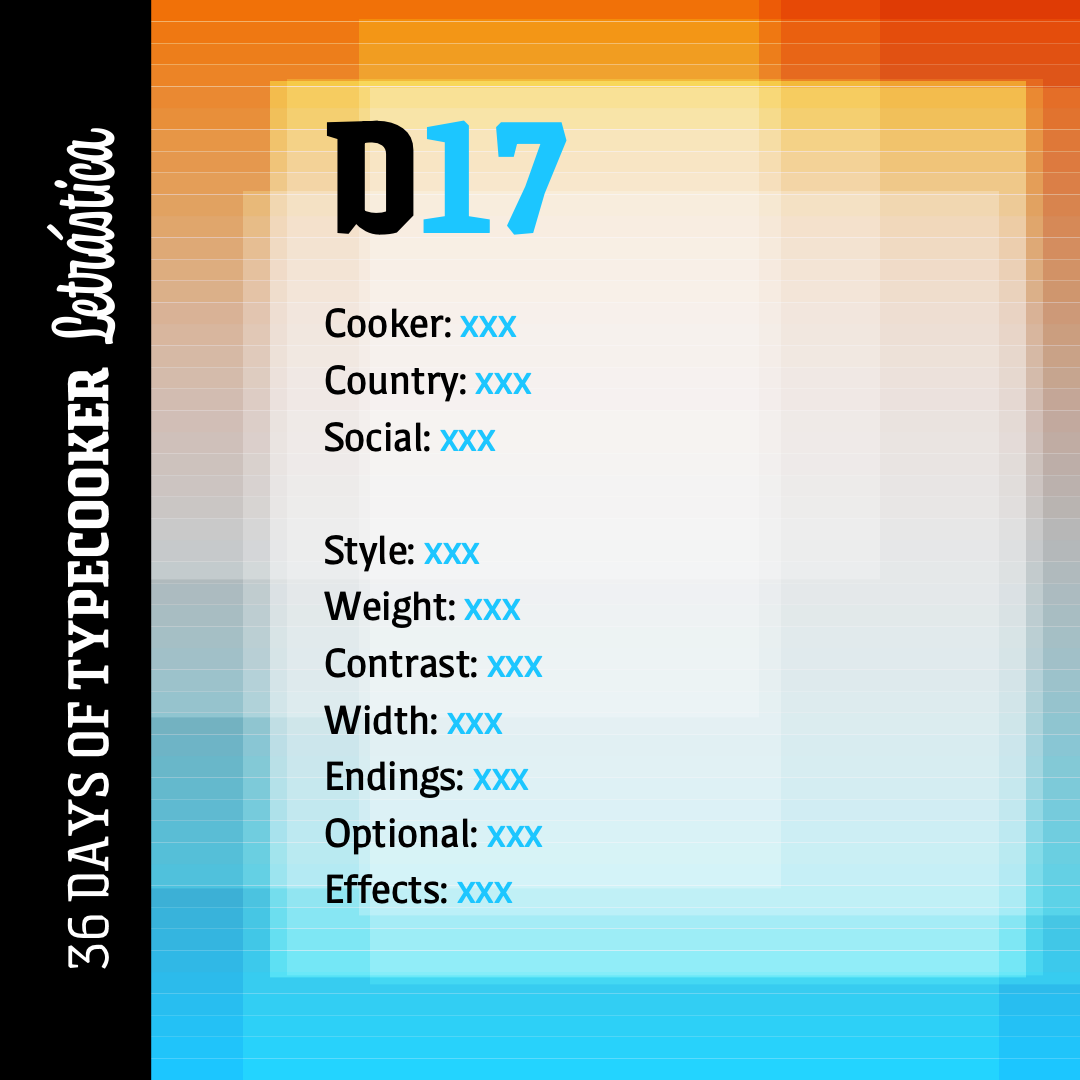 36 DAYS OF TYPECOOKER Letrástica
D17
Cooker: xxx
Country: xxx
Social: xxx
Style: xxx
Weight: xxx
Contrast: xxx
Width: xxx
Endings: xxx
Optional: xxx
Effects: xxx